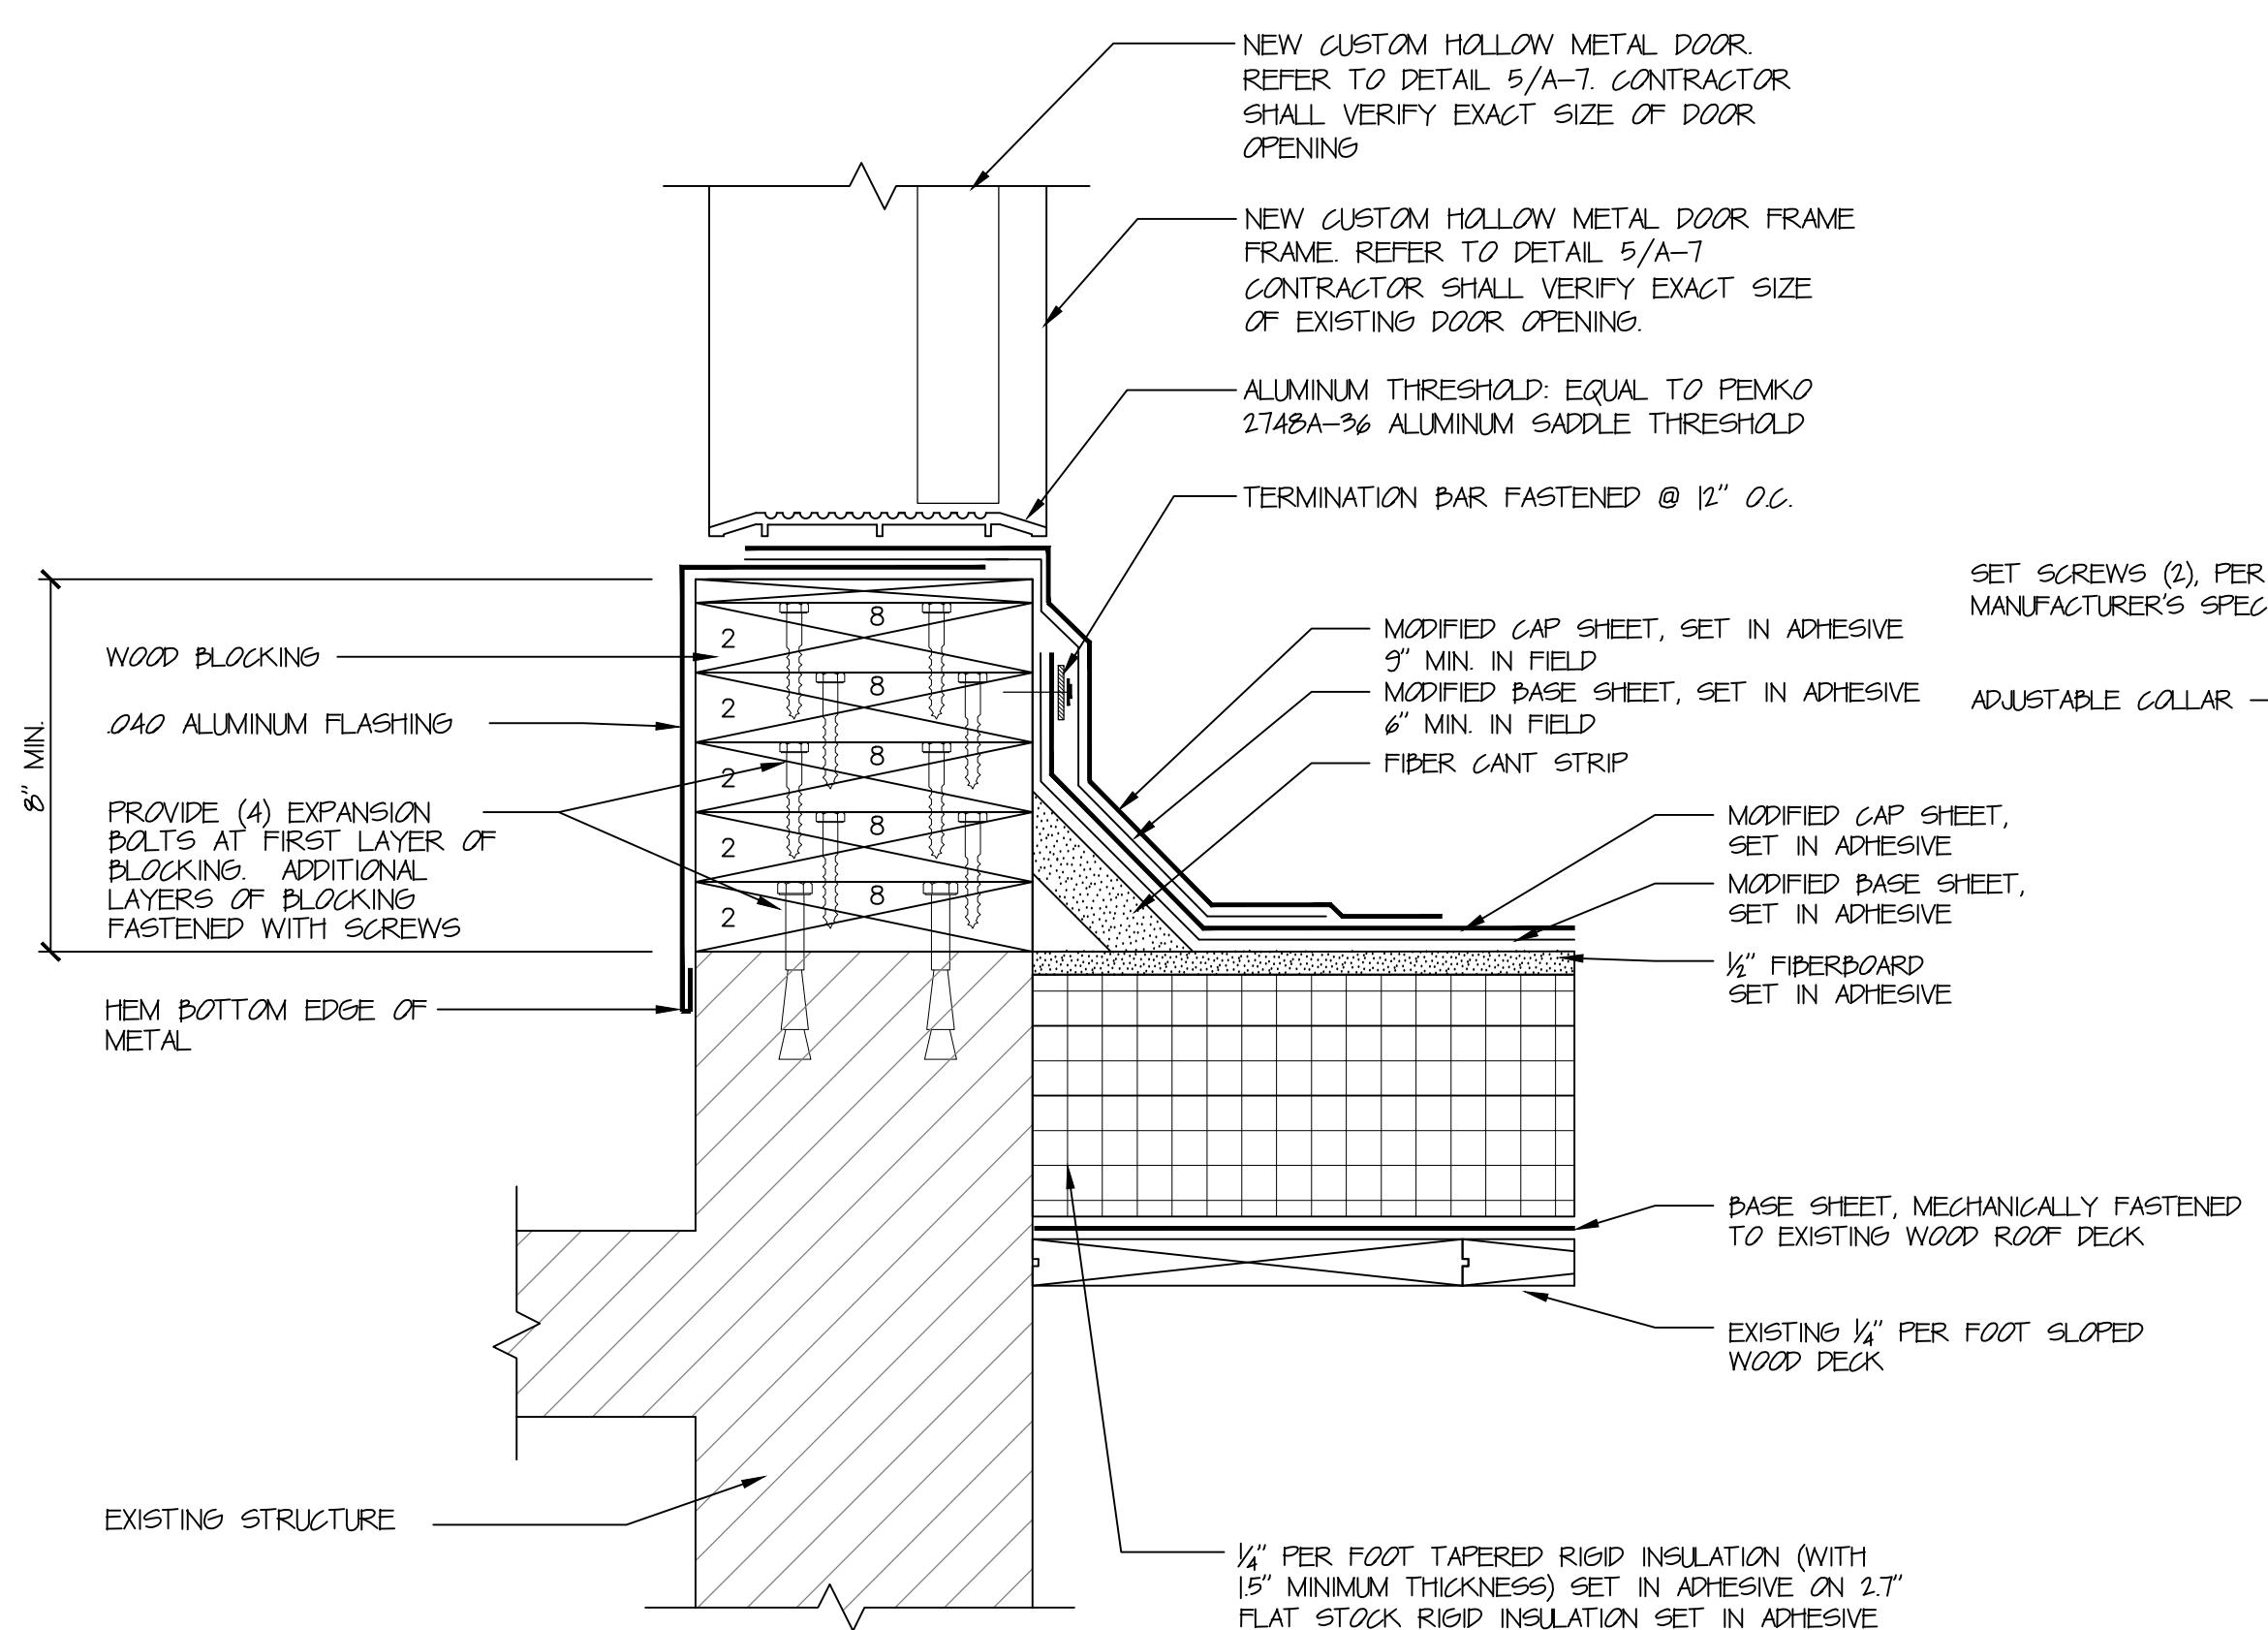 NEW CUSTOM HOLLOW METAL DOOR.
REFER TO DETAIL 5/A-7. CONTRACTOR
SHALL VERIFY EXACT SIZE OF DOOR
OPENING
NEW CUSTOM HOLLOW METAL DOOR FRAME
FRAME. REFER TO DETAIL 5/A-7
CONTRACTOR SHALL VERIFY EXACT SIZE
OF EXISTING DOOR OPENING.
ALUMINUM THRESHOLD: EQUAL TO PEMKO
2748A-36 ALUMINUM SADDLE THRESHOLD
TERMINATION BAR FASTENED @ 12" O.C.
SET SCREWS (2), PER
MANUFACTURER'S SPEC
ADJUSTABLE COLLAR
MODIFIED CAP SHEET, SET IN ADHESIVE
9" MIN. IN FIELD
MODIFIED BASE SHEET, SET IN ADHESIVE
6" MIN. IN FIELD
FIBER CANT STRIP
MODIFIED CAP SHEET,
SET IN ADHESIVE
MODIFIED BASE SHEET,
SET IN ADHESIVE
½" FIBERBOARD
SET IN ADHESIVE
BASE SHEET, MECHANICALLY FASTENED
TO EXISTING WOOD ROOF DECK
EXISTING ¼" PER FOOT SLOPED
WOOD DECK
¼" PER FOOT TAPERED RIGID INSULATION (WITH
1.5" MINIMUM THICKNESS) SET IN ADHESIVE ON 2.7"
FLAT STOCK RIGID INSULATION SET IN ADHESIVE
8" MIN.
WOOD BLOCKING
.040 ALUMINUM FLASHING
PROVIDE (4) EXPANSION
BOLTS AT FIRST LAYER OF
BLOCKING. ADDITIONAL
LAYERS OF BLOCKING
FASTENED WITH SCREWS
HEM BOTTOM EDGE OF
METAL
EXISTING STRUCTURE
2 8
2 8
2 8
2 8
2 8